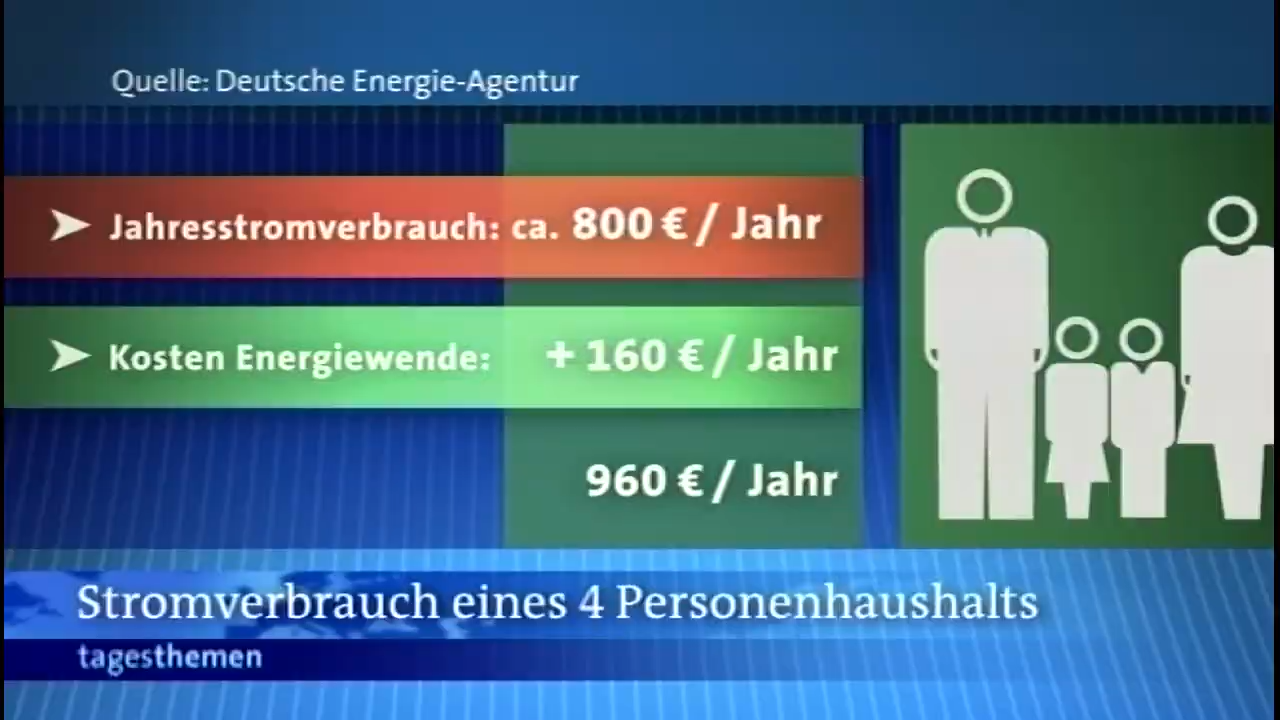 Quelle: Deutsche Energie-Agentur
Jahresstromverbrauch: ca. 800 € / Jahr
Kosten Energiewende: + 160 € / Jahr
960 € / Jahr
Stromverbrauch eines 4 Personenhaushalts
tagesthemen